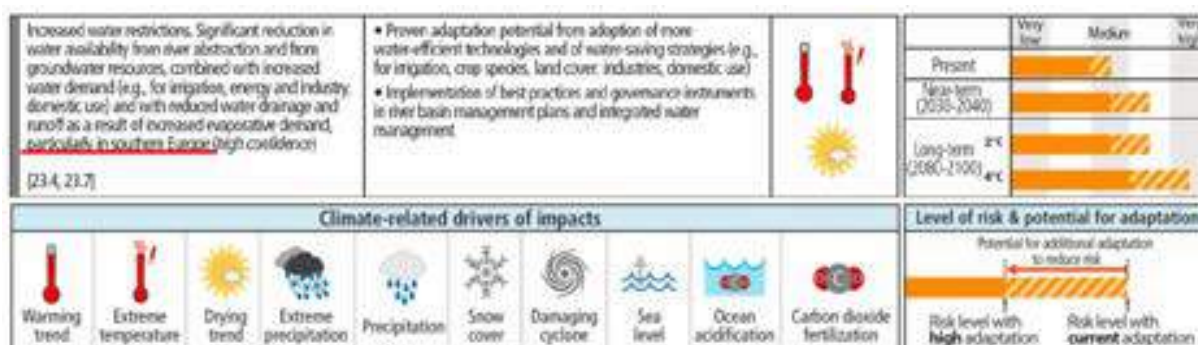 Increased water restrictions. Significant reduction in
water availability from river abstraction and from
groundwater resources, combined with increased
water demand (e.g., for irrigation, energy and industry,
domestic use) and with reduced water drainage and
runoff as a result of increased evaporative demand,
particularly in southern Europe (high confidence)
[23.4, 23.7]
• Proven adaptation potential from adoption of more
water-efficient technologies and of water-saving strategies (e.g.,
for irrigation, crop species, land cover, industries, domestic use)
• Implementation of best practices and governance instruments
in river basin management plans and integrated water
management
Very
low
Medium
Very
high
Present
Near-term
(2030-2040)
Long-term
(2080-2100)
2°C
4°C
Climate-related drivers of impacts
Warming
trend
Extreme
temperature
Drying
trend
Extreme
precipitation
Precipitation
Snow
cover
Damaging
cyclone
Sea
level
Ocean
acidification
Carbon dioxide
fertilization
Level of risk & potential for adaptation
Potential for additional adaptation
to reduce risk
Risk level with
high adaptation
Risk level with
current adaptation